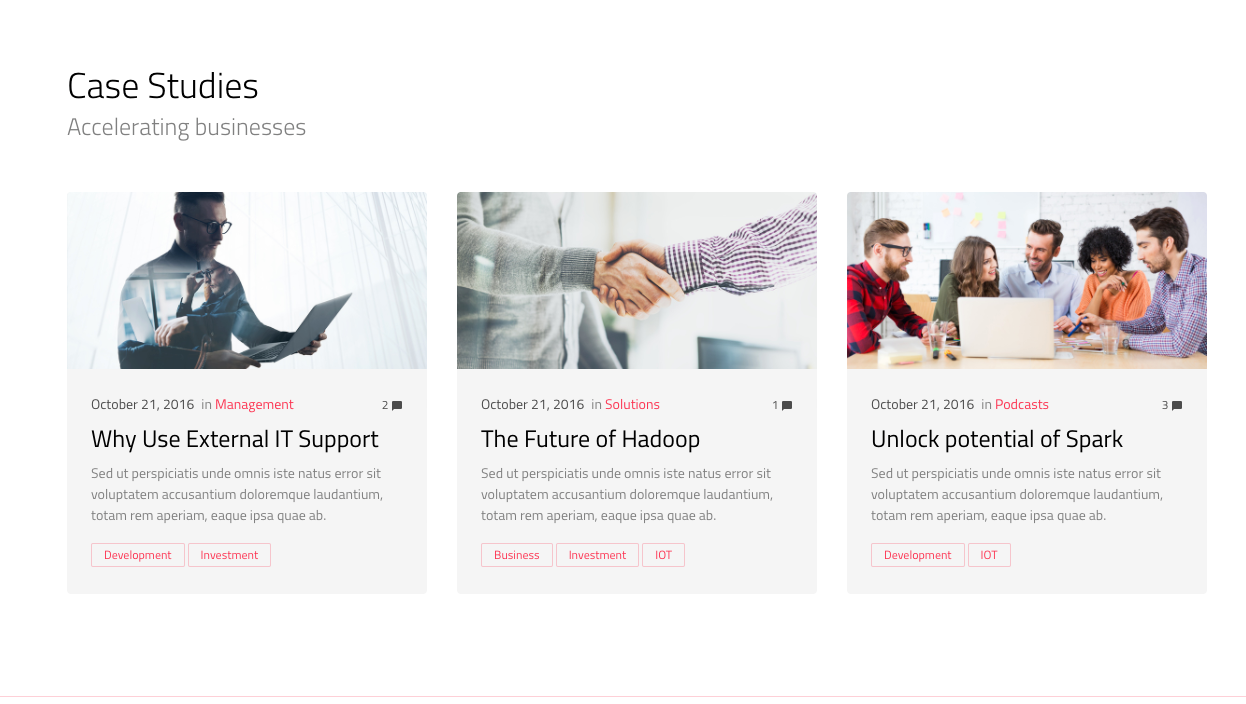 Case Studies
Accelerating businesses
October 21, 2016 in Management 2
Why Use External IT Support
Sed ut perspiciatis unde omnis iste natus error sit
voluptatem accusantium doloremque laudantium,
totam rem aperiam, eaque ipsa quae ab.
Development Investment
October 21, 2016 in Solutions 1
The Future of Hadoop
Sed ut perspiciatis unde omnis iste natus error sit
voluptatem accusantium doloremque laudantium,
totam rem aperiam, eaque ipsa quae ab.
Business Investment IOT
October 21, 2016 in Podcasts 3
Unlock potential of Spark
Sed ut perspiciatis unde omnis iste natus error sit
voluptatem accusantium doloremque laudantium,
totam rem aperiam, eaque ipsa quae ab.
Development IOT